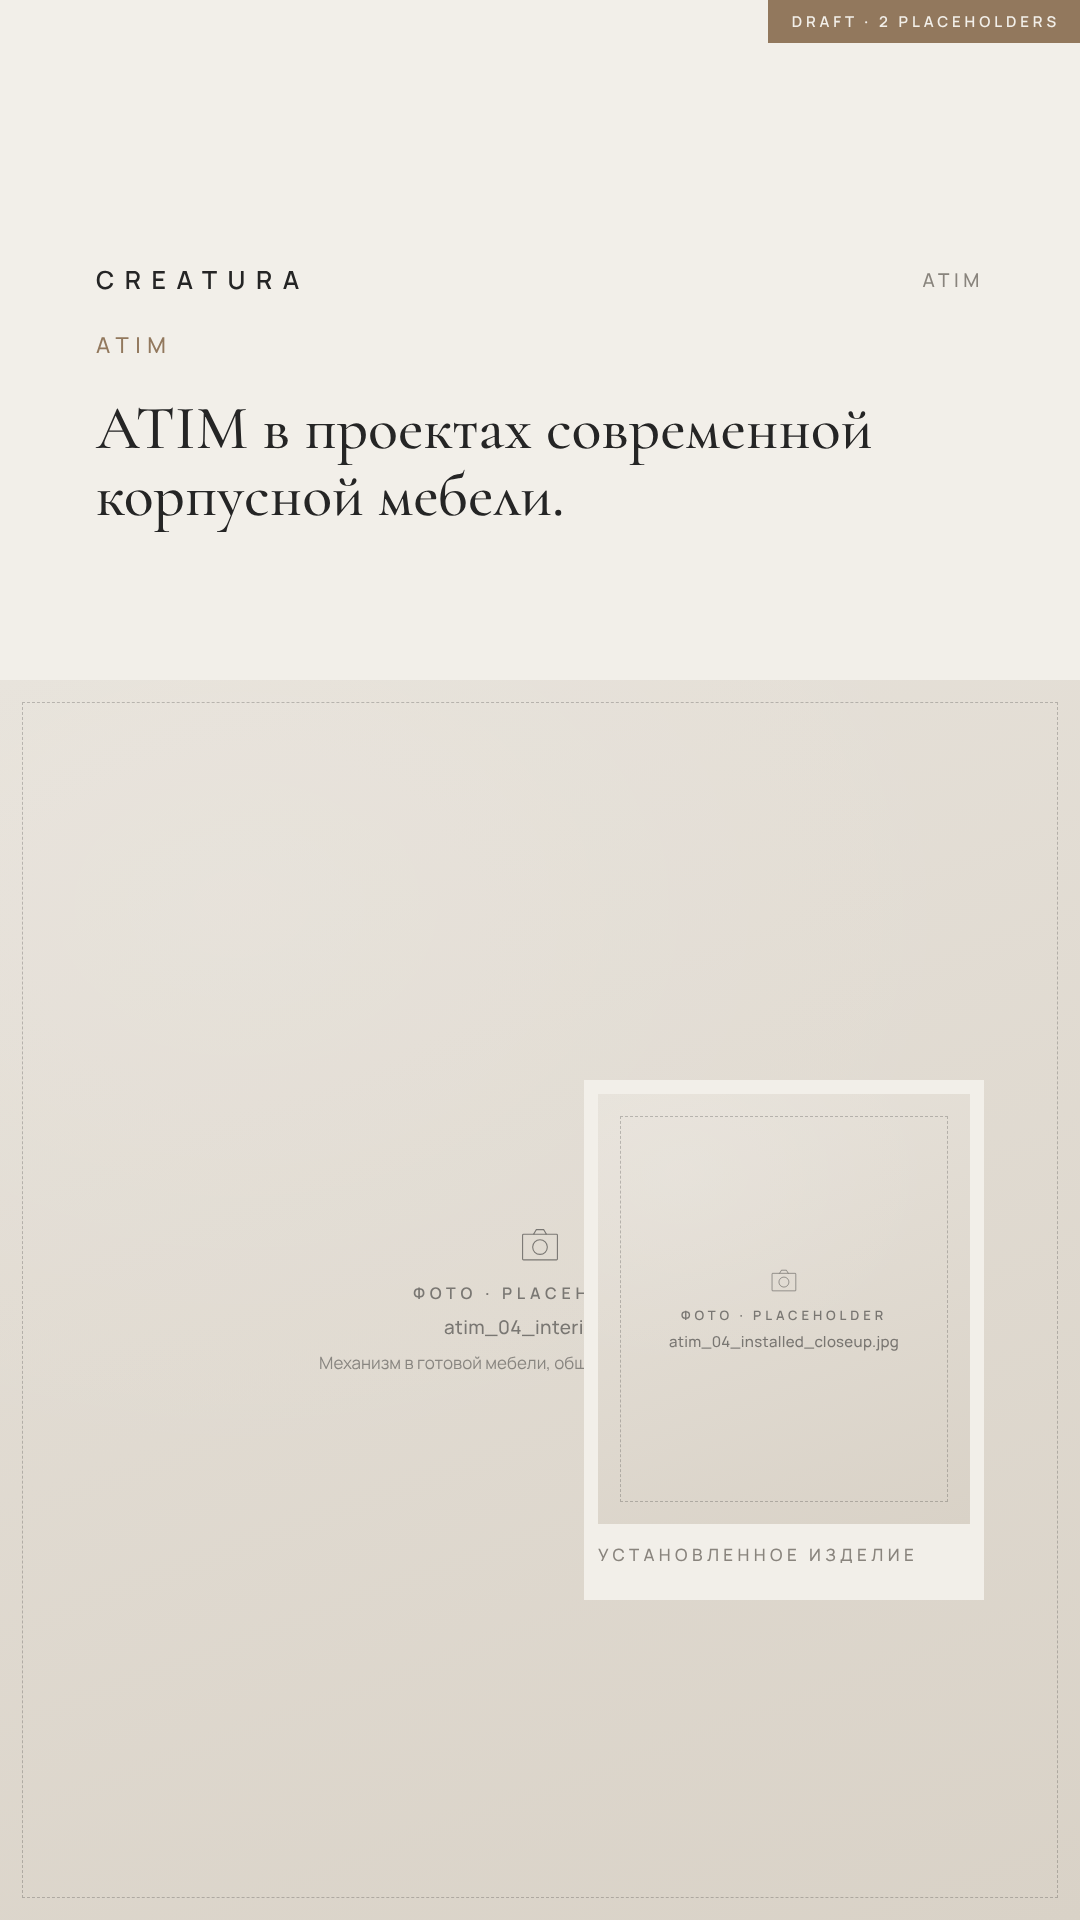 DRAFT · 2 PLACEHOLDERS
CREATURA
ATIM
ATIM
ATIM в проектах современной
корпусной мебели.
ФОТО · PLACEH
atim_04_interi
Механизм в готовой мебели, общ
ФОТО · PLACEHOLDER
atim_04_installed_closeup.jpg
УСТАНОВЛЕННОЕ ИЗДЕЛИЕ